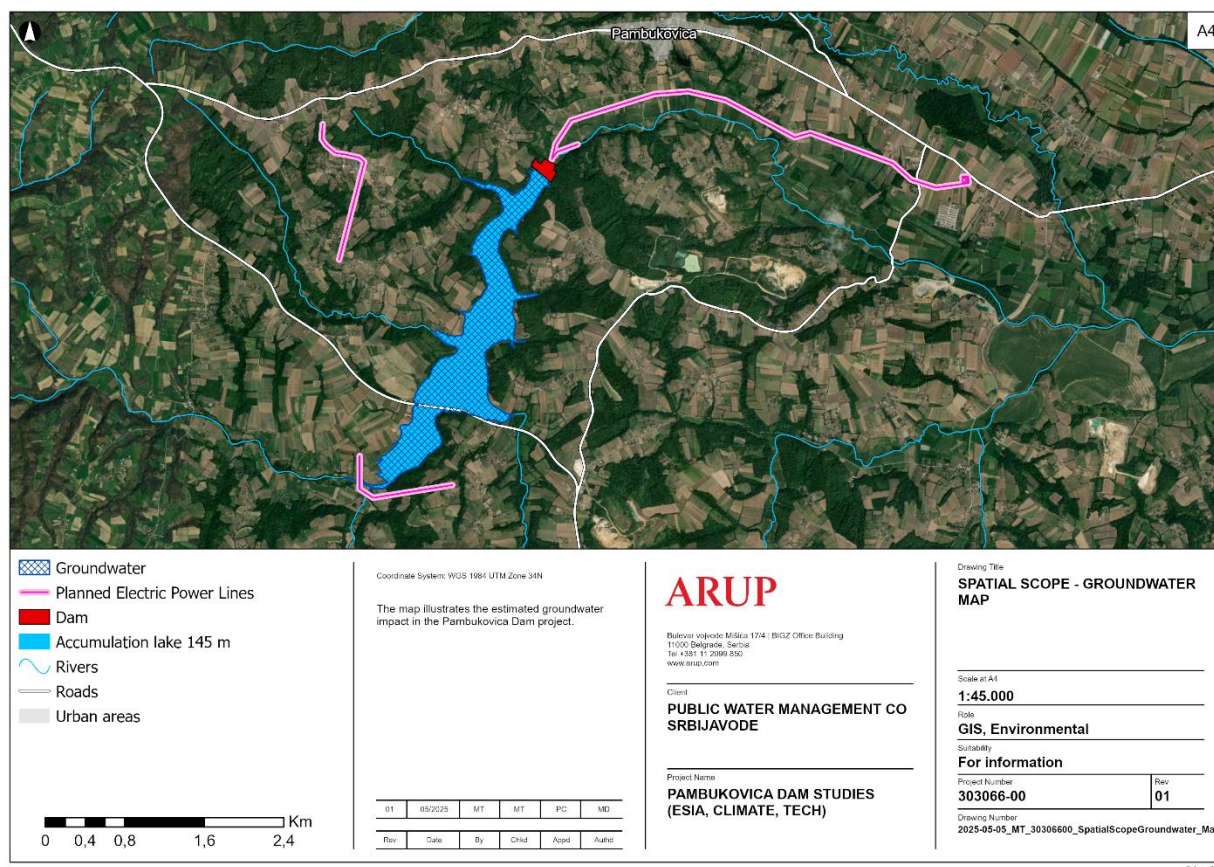 Pambukovica
A4
Groundwater
Planned Electric Power Lines
Dam
Accumulation lake 145 m
Rivers
Roads
Urban areas
Km
0 0,4 0,8 1,6 2,4
Coordinate System: WGS 1984 UTM Zone 34N
The map illustrates the estimated groundwater
impact in the Pambukovica Dam project.
01 05/2025 MT MT PC MD
Rev Date By Chkd Appd Authd
ARUP
Bulevar vojvode Mišića 17/4 | BIGZ Office Building
11000 Belgrade, Serbia
Tel +381 11 2099 850
www.arup.com
Client
PUBLIC WATER MANAGEMENT CO
SRBIJAVODE
Project Name
PAMBUKOVICA DAM STUDIES
(ESIA, CLIMATE, TECH)
Drawing Title
SPATIAL SCOPE - GROUNDWATER
MAP
Scale at A4
1:45.000
Role
GIS, Environmental
Suitability
For information
Project Number
303066-00
Rev
01
Drawing Number
2025-05-05_MT_30306600_SpatialScopeGroundwater_Ma